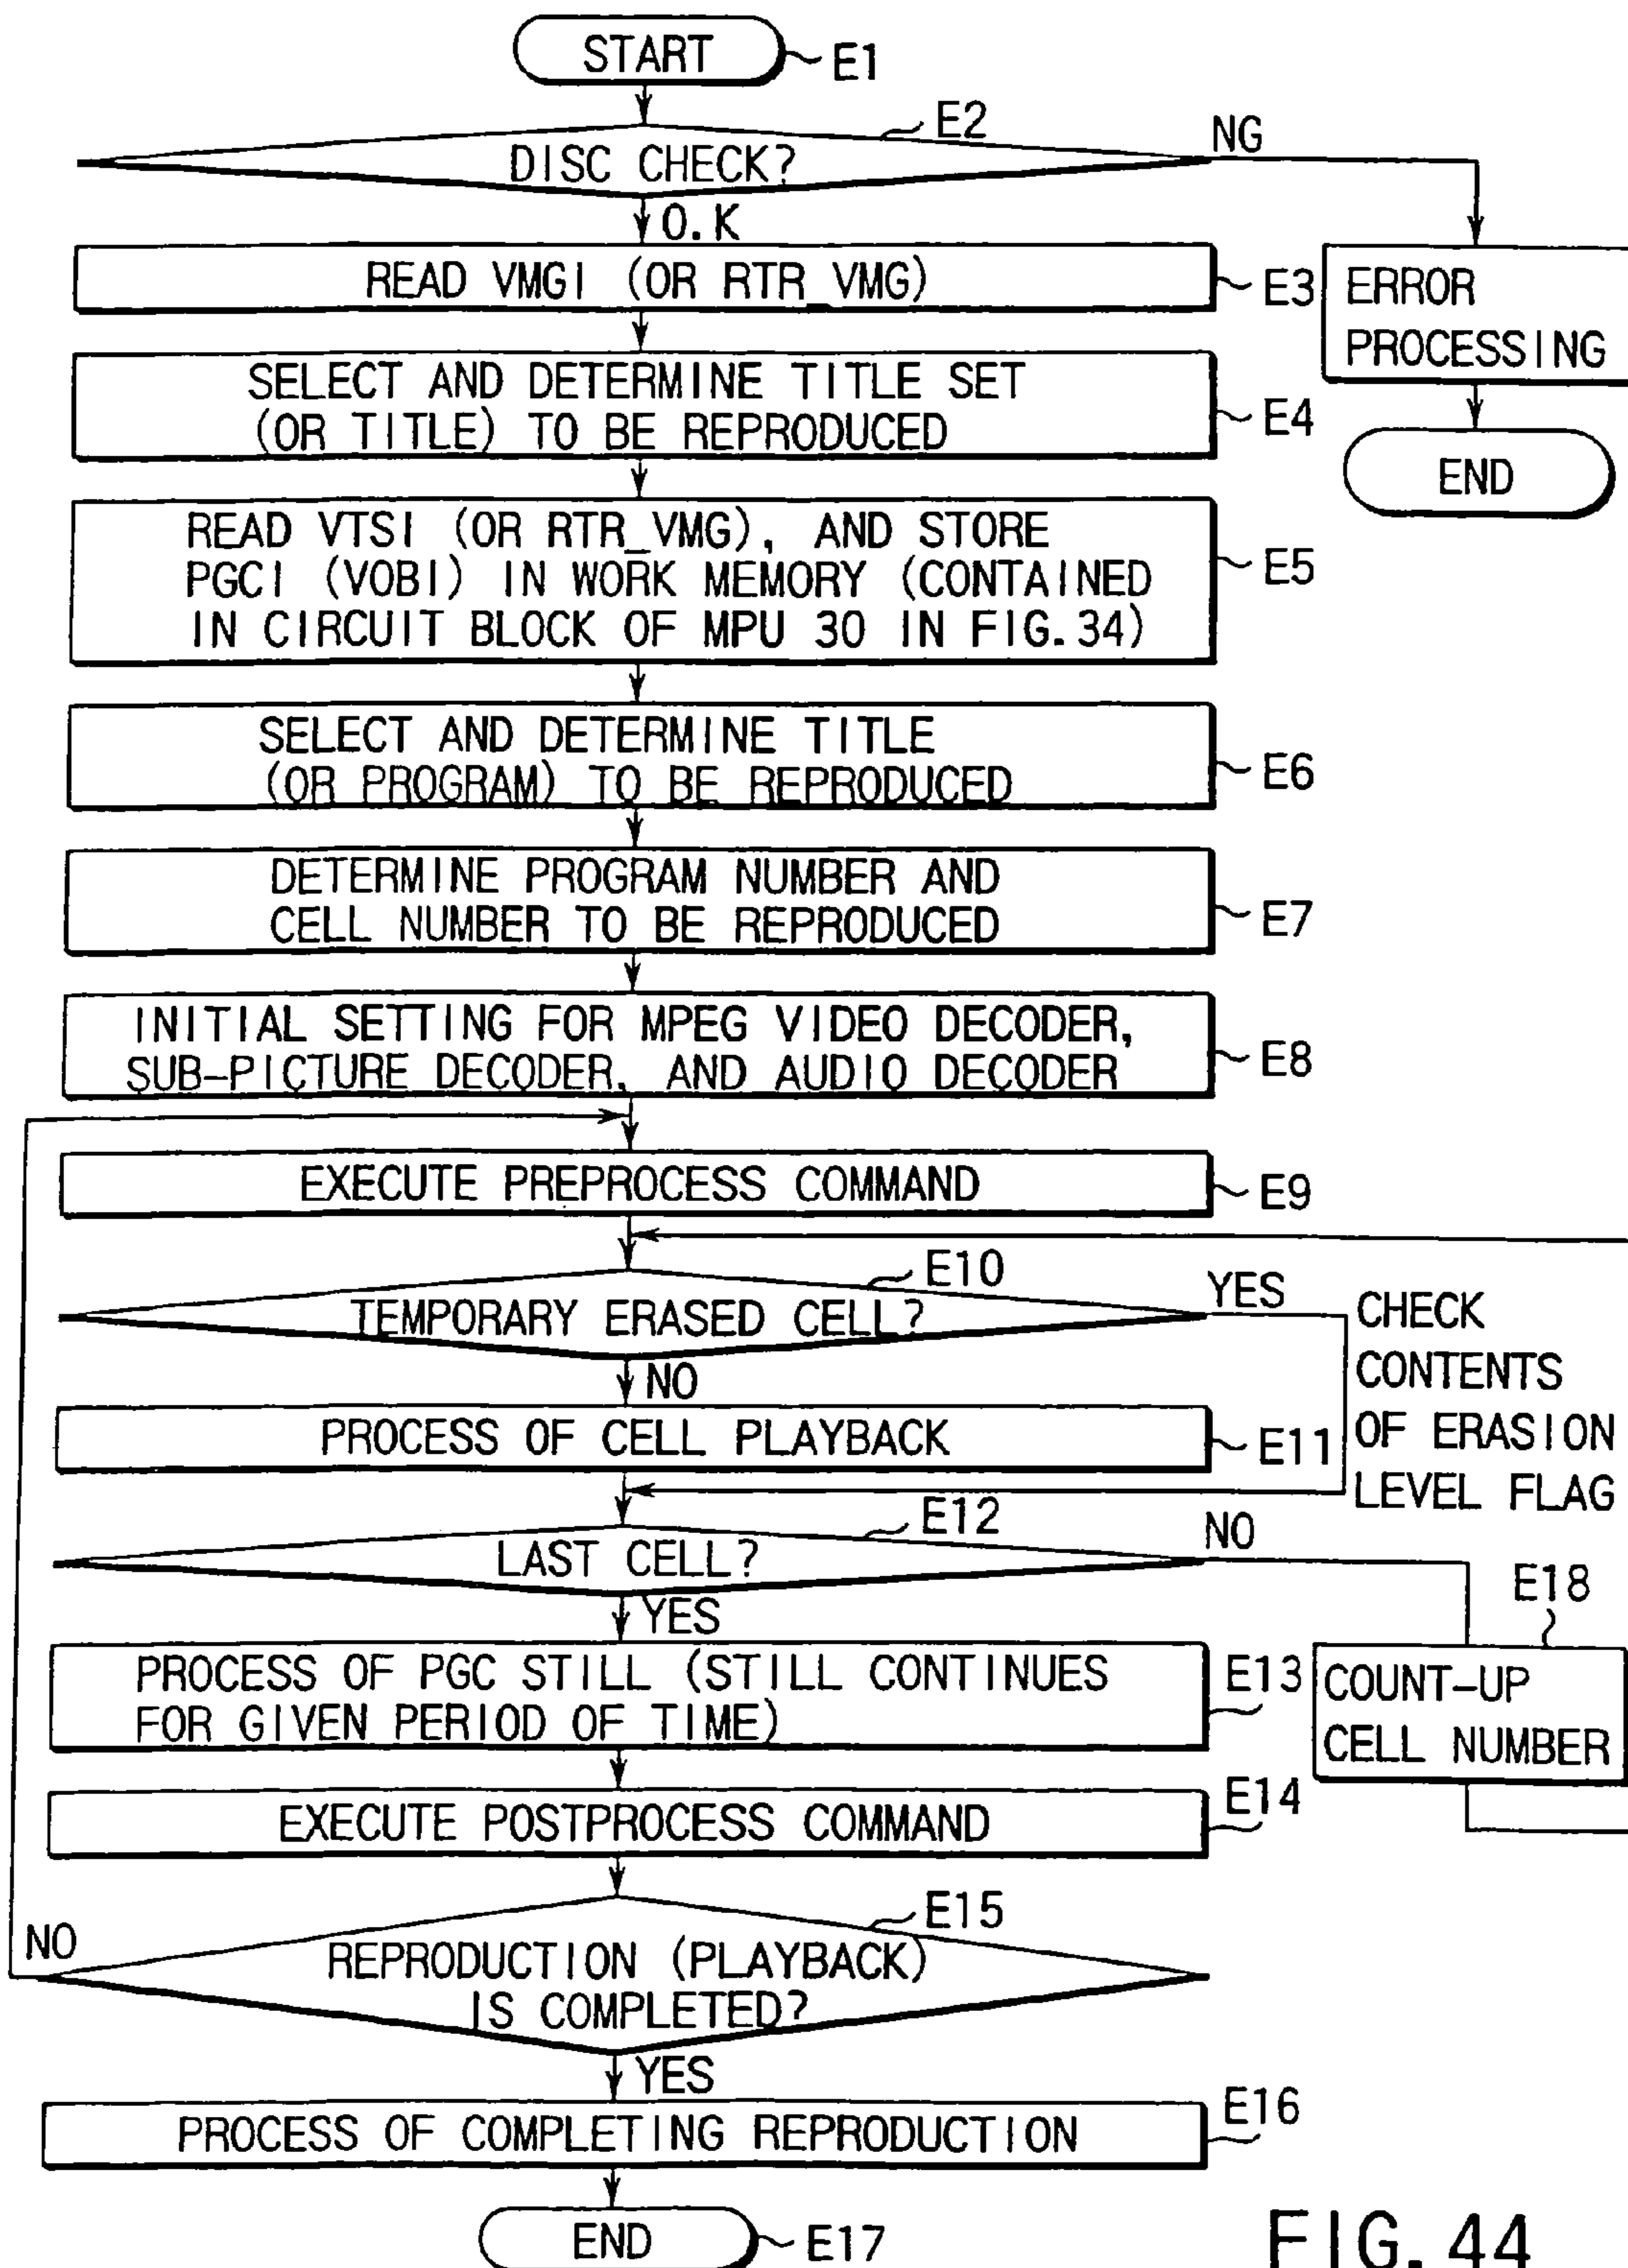 START
E1
E2
NG
DISC CHECK?
O.K
READ VMGI (OR RTR_VMG)
E3
ERROR
PROCESSING
END
SELECT AND DETERMINE TITLE SET
(OR TITLE) TO BE REPRODUCED
E4
READ VTSI (OR RTR_VMG), AND STORE
PGCI (VOBI) IN WORK MEMORY (CONTAINED
IN CIRCUIT BLOCK OF MPU 30 IN FIG.34)
E5
SELECT AND DETERMINE TITLE
(OR PROGRAM) TO BE REPRODUCED
E6
DETERMINE PROGRAM NUMBER AND
CELL NUMBER TO BE REPRODUCED
E7
INITIAL SETTING FOR MPEG VIDEO DECODER,
SUB-PICTURE DECODER, AND AUDIO DECODER
E8
EXECUTE PREPROCESS COMMAND
E9
E10
TEMPORARY ERASED CELL?
YES
CHECK
CONTENTS
OF ERASION
LEVEL FLAG
NO
PROCESS OF CELL PLAYBACK
E11
E12
LAST CELL?
NO
YES
E18
COUNT-UP
CELL NUMBER
PROCESS OF PGC STILL (STILL CONTINUES
FOR GIVEN PERIOD OF TIME)
E13
EXECUTE POSTPROCESS COMMAND
E14
E15
NO
REPRODUCTION (PLAYBACK)
IS COMPLETED?
YES
PROCESS OF COMPLETING REPRODUCTION
E16
END
E17
FIG.44